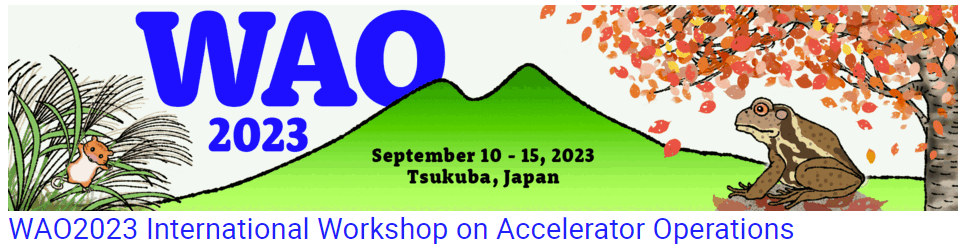 WAO
2023
September 10 - 15, 2023
Tsukuba, Japan
WAO2023 International Workshop on Accelerator Operations